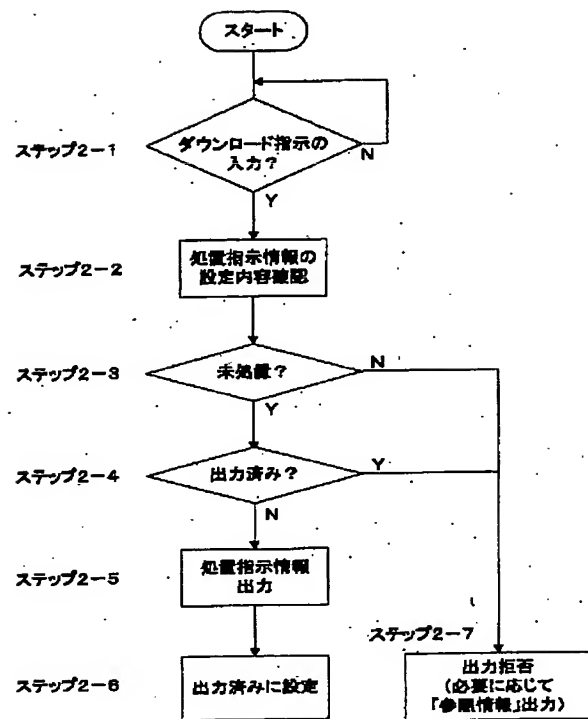 スタート
ステップ2-1
ダウンロード指示の
入力?
N
Y
ステップ2-2
処置指示情報の
設定内容確認
ステップ2-3
未処置?
N
Y
ステップ2-4
出力済み?
Y
N
ステップ2-5
処置指示情報
出力
ステップ2-6
出力済みに設定
ステップ2-7
出力拒否
(必要に応じて
『参照情報』出力)